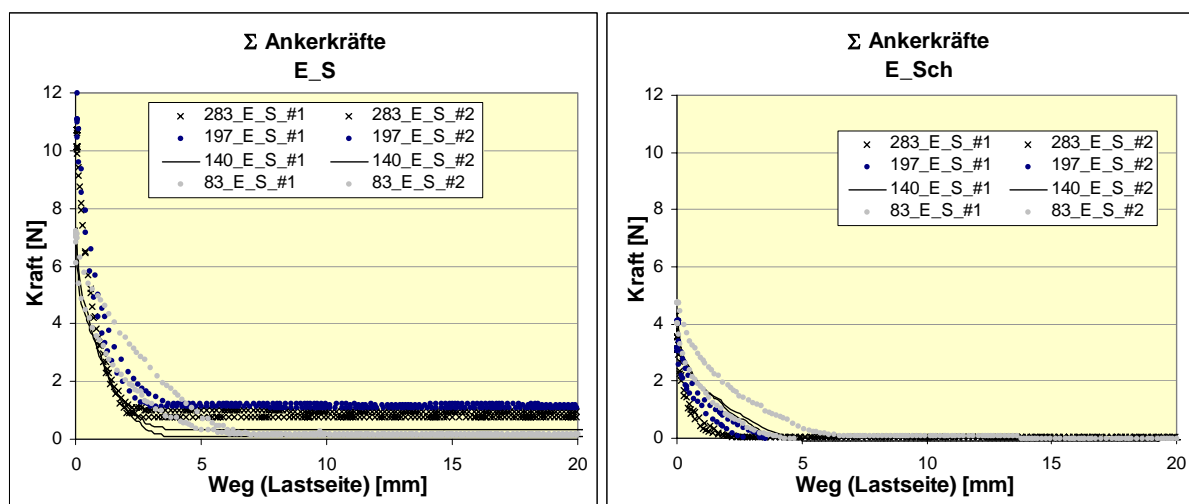 Σ Ankerkräfte
E_S
12
10
8
6
4
2
0
Kraft [N]
283_E_S_#1 283_E_S_#2
197_E_S_#1 197_E_S_#2
140_E_S_#1 140_E_S_#2
83_E_S_#1 83_E_S_#2
0 5 10 15 20
Weg (Lastseite) [mm]
Σ Ankerkräfte
E_Sch
12
10
8
6
4
2
0
Kraft [N]
283_E_S_#1 283_E_S_#2
197_E_S_#1 197_E_S_#2
140_E_S_#1 140_E_S_#2
83_E_S_#1 83_E_S_#2
0 5 10 15 20
Weg (Lastseite) [mm]